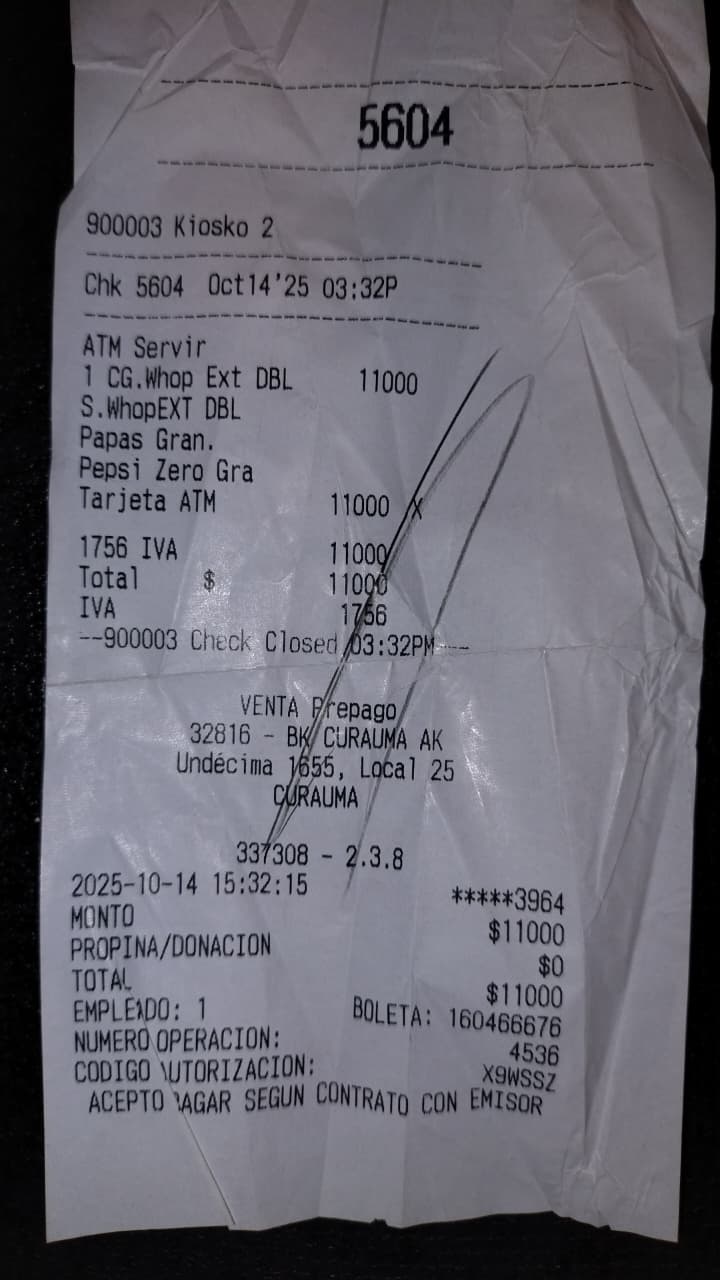 5604
900003 Kiosko 2
Chk 5604 Oct14'25 03:32P
ATM Servir
1 CG.Whop Ext DBL 11000
S.WhopEXT DBL
Papas Gran.
Pepsi Zero Gra
Tarjeta ATM 11000 X
1756 IVA 11000
Total $ 11000
IVA 1756
--900003 Check Closed 03:32PM----
VENTA Prepago
32816 - BK CURAUMA AK
Undécima 1655, Local 25
CURAUMA
337308 - 2.3.8
2025-10-14 15:32:15 *****3964
MONTO $11000
PROPINA/DONACION $0
TOTAL $11000
EMPLEADO: 1 BOLETA: 160466676
NUMERO OPERACION: 4536
CODIGO AUTORIZACION: X9WSSZ
ACEPTO PAGAR SEGUN CONTRATO CON EMISOR